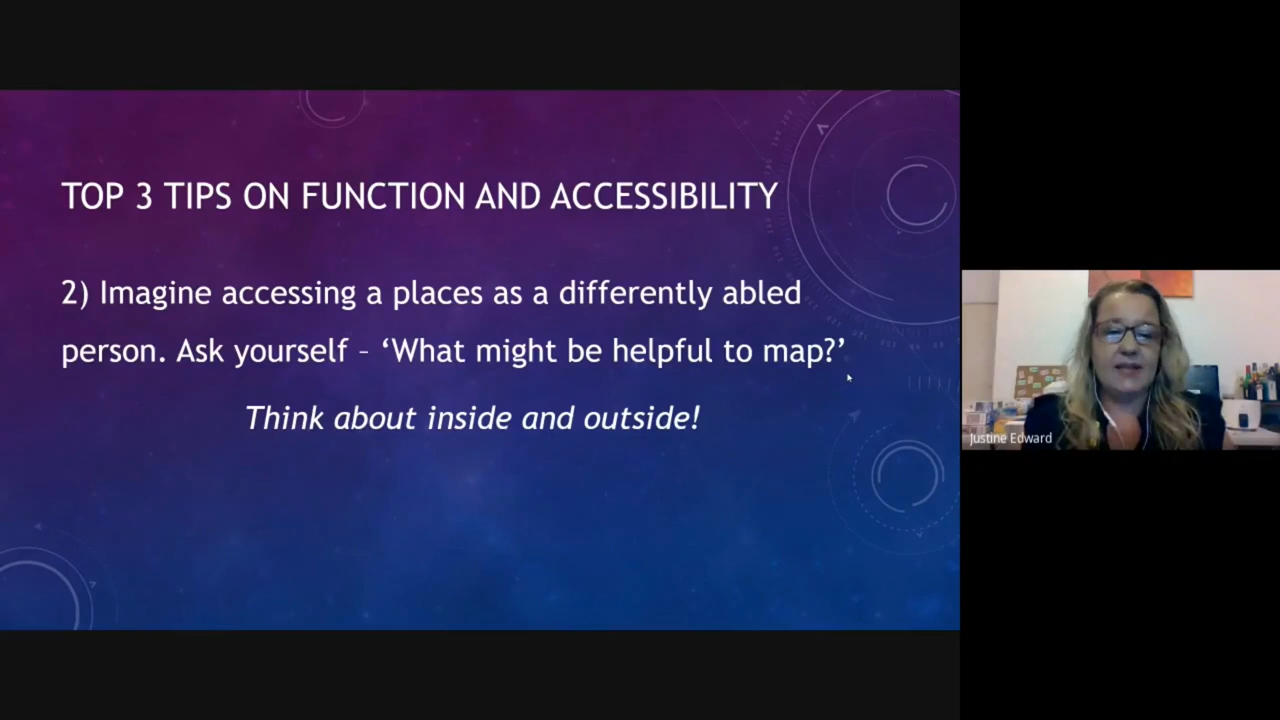 TOP 3 TIPS ON FUNCTION AND ACCESSIBILITY
2) Imagine accessing a places as a differently abled
person. Ask yourself – ‘What might be helpful to map?’
Think about inside and outside!
Justine Edward